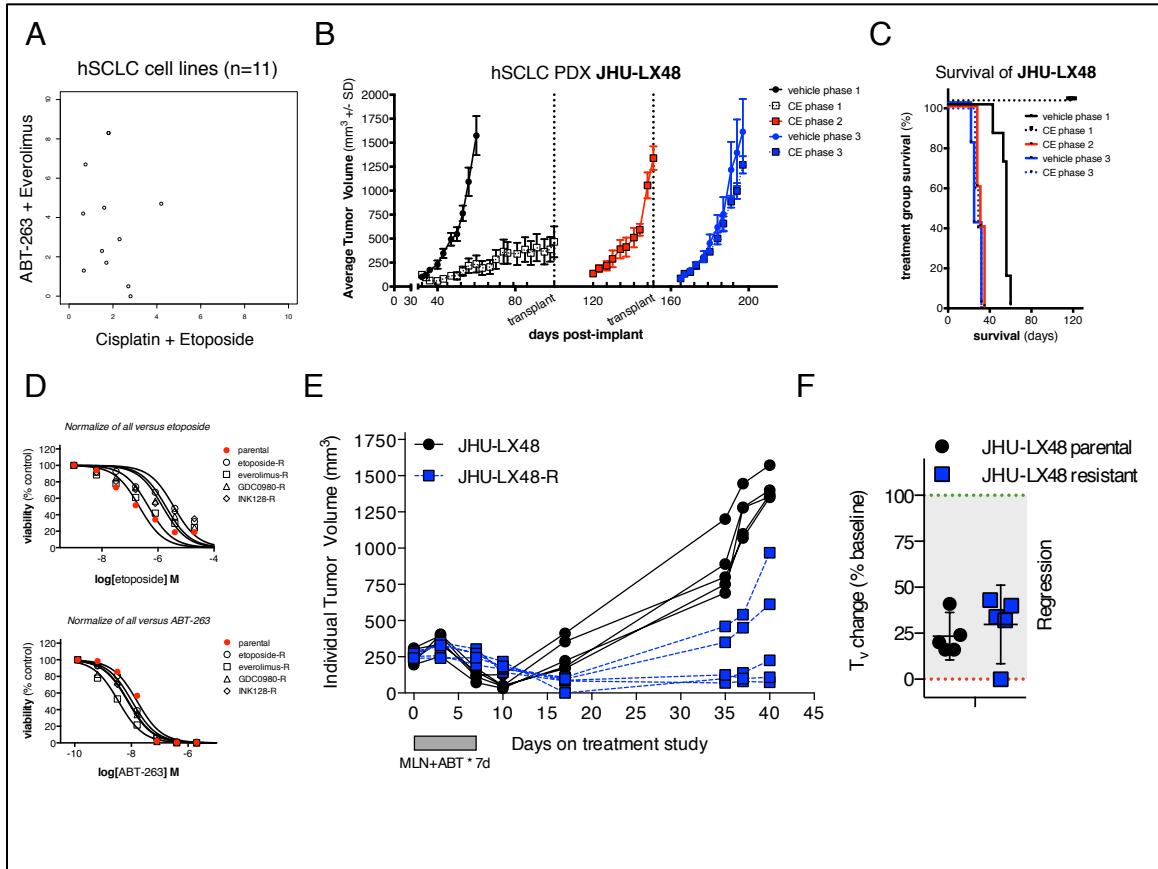 A
hSCLC cell lines (n=11)
ABT-263 + Everolimus
0 2 4 6 8 10
0 2 4 6 8 10
Cisplatin + Etoposide
B
hSCLC PDX JHU-LX48
Average Tumor Volume (mm³ +/- SD)
2000
1750
1500
1250
1000
750
500
250
0
0 30 40 80 120 160 200
transplant
transplant
days post-implant
vehicle phase 1
CE phase 1
CE phase 2
vehicle phase 3
CE phase 3
C
Survival of JHU-LX48
treatment group survival (%)
100
80
60
40
20
0
0 40 80 120
survival (days)
vehicle phase 1
CE phase 1
CE phase 2
vehicle phase 3
CE phase 3
D
Normalize of all versus etoposide
viability (% control)
120
100
80
60
40
20
0
-8 -6 -4
log[etoposide] M
parental
etoposide-R
everolimus-R
GDC0980-R
INK128-R
Normalize of all versus ABT-263
viability (% control)
120
100
80
60
40
20
0
-10 -8 -6
log[ABT-263] M
parental
etoposide-R
everolimus-R
GDC0980-R
INK128-R
E
Individual Tumor Volume (mm³)
1750
1500
1250
1000
750
500
250
0
JHU-LX48
JHU-LX48-R
0 5 10 15 20 25 30 35 40 45
Days on treatment study
MLN+ABT * 7d
F
JHU-LX48 parental
JHU-LX48 resistant
Tᵥ change (% baseline)
100
75
50
25
0
Regression